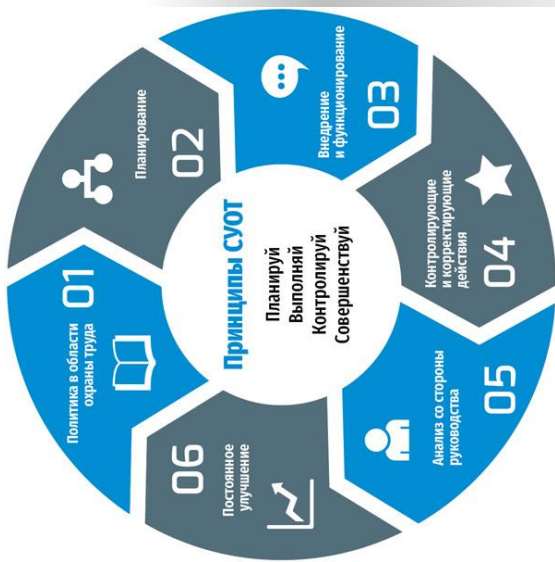 Принципы СУОТ
Планируй
Выполняй
Контролируй
Совершенствуй
01
Политика в области
охраны труда
02
Планирование
03
Внедрение
и функционирование
04
Контролирующие
и корректирующие
действия
05
Анализ со стороны
руководства
06
Постоянное
улучшение